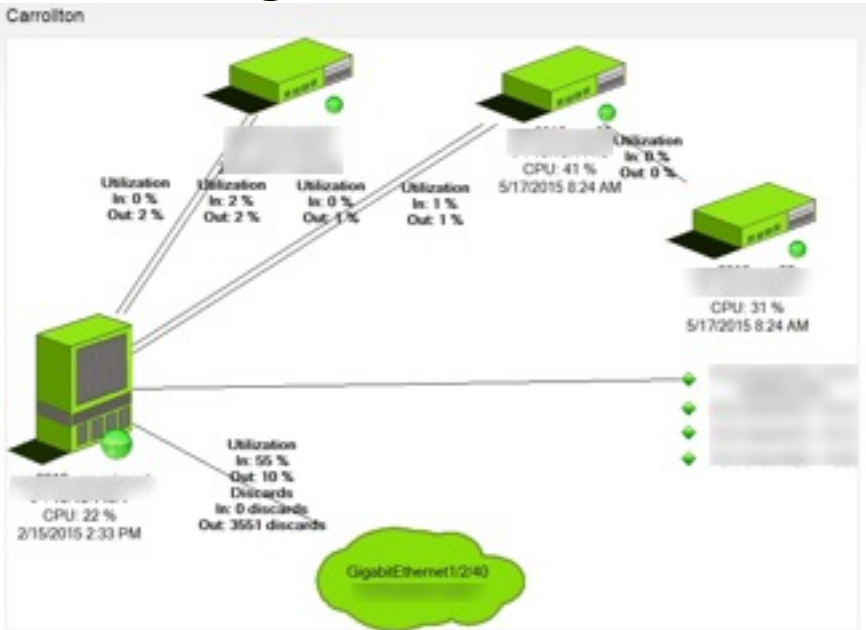 Carrollton
Utilization
In: 0 %
Out: 2 %
Utilization
In: 2 %
Out: 2 %
Utilization
In: 0 %
Out: 1 %
Utilization
In: 1 %
Out: 1 %
CPU: 41 %
5/17/2015 8:24 AM
Utilization
In: 0 %
Out: 0 %
CPU: 31 %
5/17/2015 8:24 AM
CPU: 22 %
2/15/2015 2:33 PM
Utilization
In: 55 %
Out: 10 %
Discards
In: 0 discards
Out: 3551 discards
GigabitEthernet1/2/40